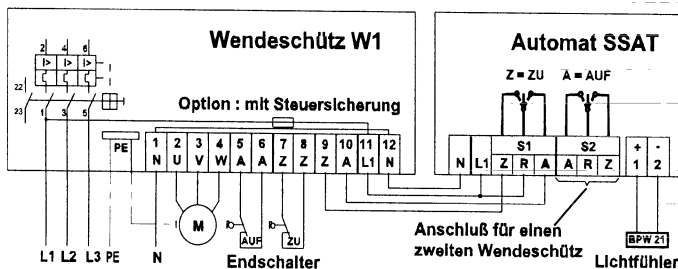 Wendeschütz W1
Automat SSAT
2 4 6
I> I> I>
Z = ZU A = AUF
22
23
1 3 5
Option : mit Steuersicherung
PE
1 2 3 4 5 6 7 8 9 10 11 12
N U V W A A Z Z Z A L1 N
N L1
S1 S2
Z R A A R Z
+ -
1 2
M
AUF
ZU
BPW 21
Anschluß für einen
zweiten Wendeschütz
L1 L2 L3 PE N
Endschalter
Lichtfühler